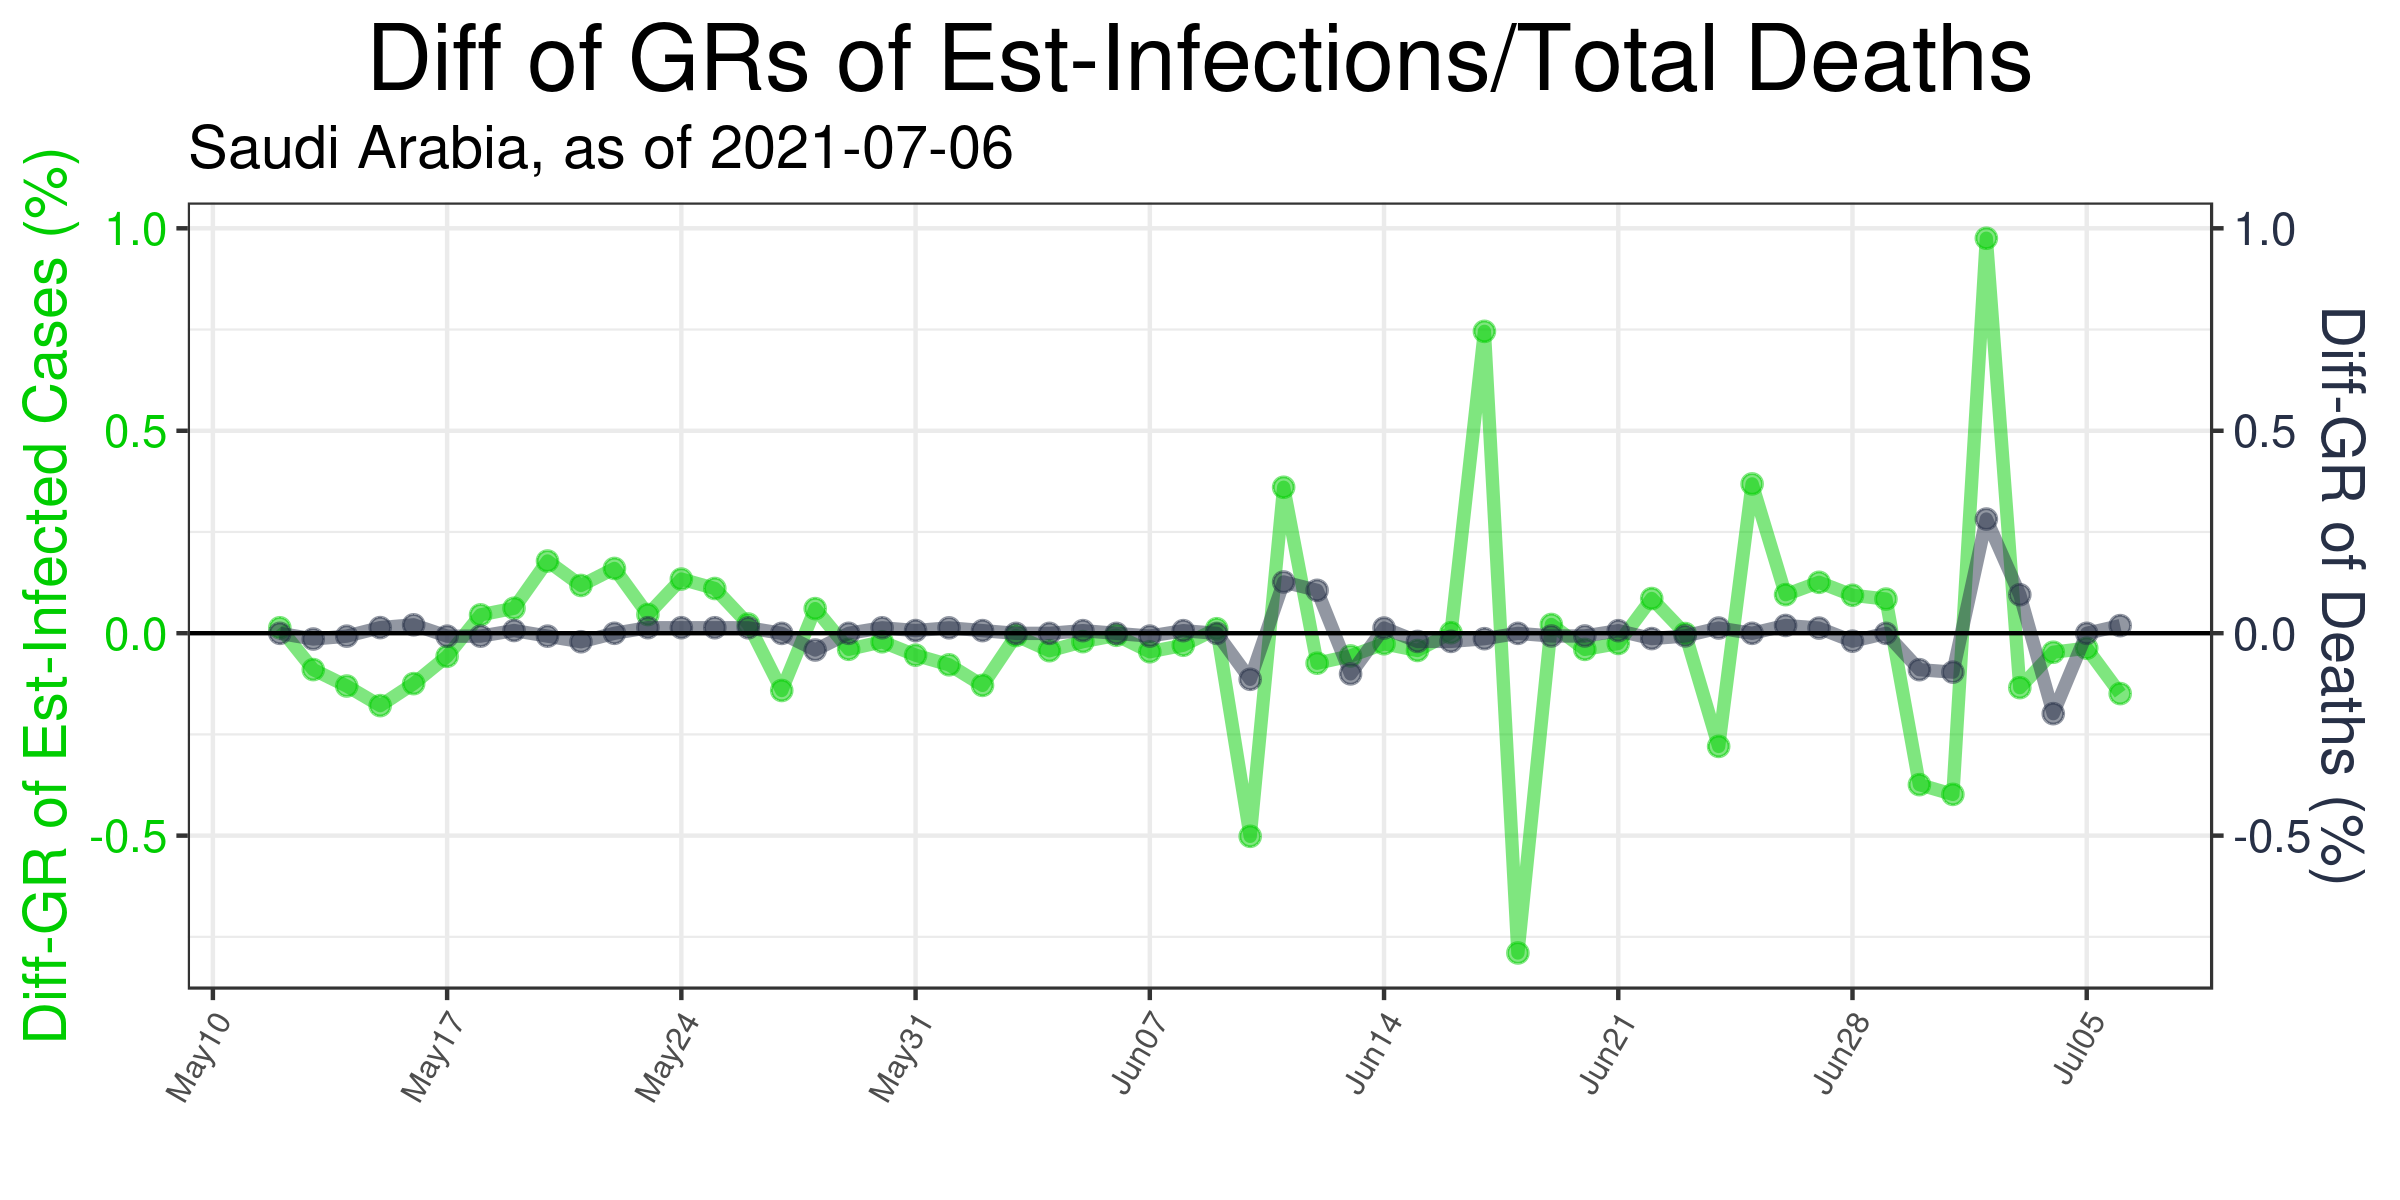 Diff of GRs of Est-Infections/Total Deaths
Saudi Arabia, as of 2021-07-06
Diff-GR of Est-Infected Cases (%)
1.0
0.5
0.0
-0.5
1.0
0.5
0.0
-0.5
Diff-GR of Deaths (%)
May10
May17
May24
May31
Jun07
Jun14
Jun21
Jun28
Jul05